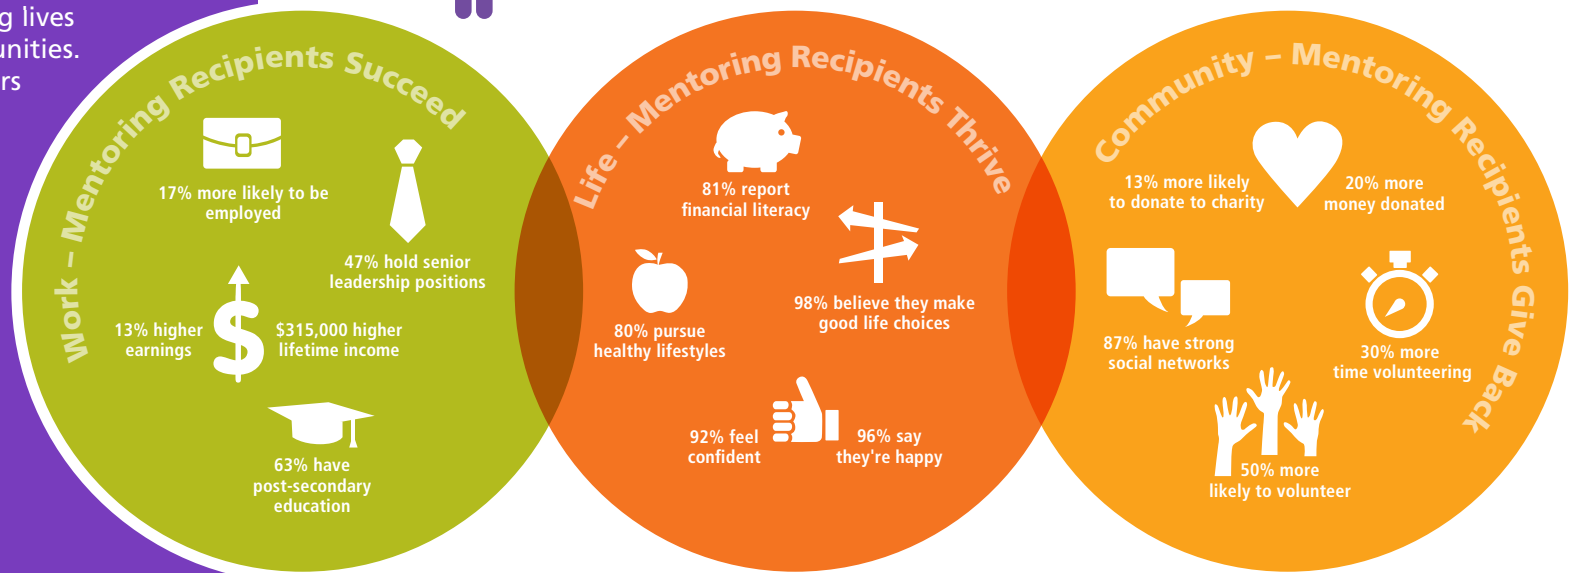 g lives
unities.
rs
Work – Mentoring Recipients Succeed
17% more likely to be
employed
47% hold senior
leadership positions
13% higher
earnings
$315,000 higher
lifetime income
63% have
post-secondary
education
Life – Mentoring Recipients Thrive
81% report
financial literacy
80% pursue
healthy lifestyles
98% believe they make
good life choices
92% feel
confident
96% say
they're happy
Community – Mentoring Recipients Give Back
13% more likely
to donate to charity
20% more
money donated
87% have strong
social networks
30% more
time volunteering
50% more
likely to volunteer